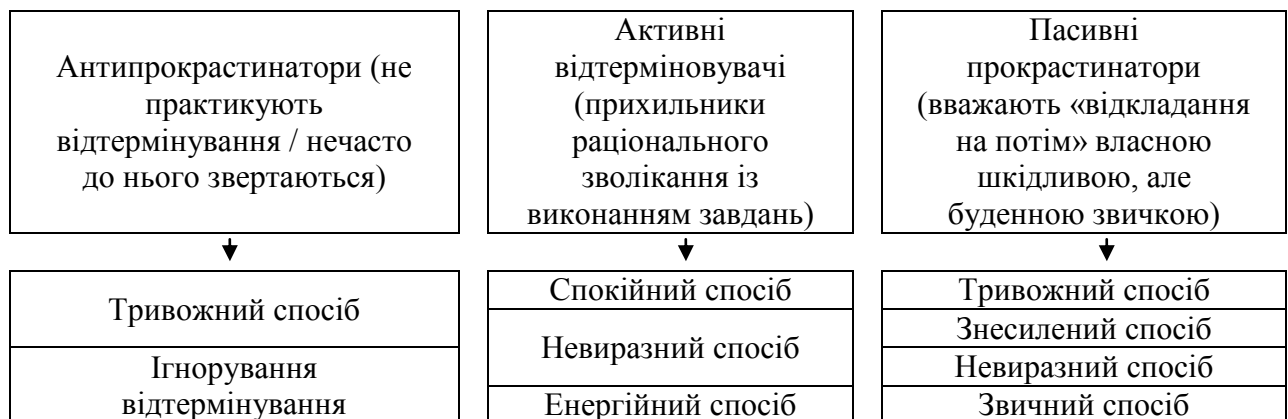 Антипрокрастинатори (не
практикують
відтермінування / нечасто
до нього звертаються)
Активні
відтерміновувачі
(прихильники
раціонального
зволікання із
виконанням завдань)
Пасивні
прокрастинатори
(вважають «відкладання
на потім» власною
шкідливою, але
буденною звичкою)
Тривожний спосіб
Ігнорування
відтермінування
Спокійний спосіб
Невиразний спосіб
Енергійний спосіб
Тривожний спосіб
Знесилений спосіб
Невиразний спосіб
Звичний спосіб